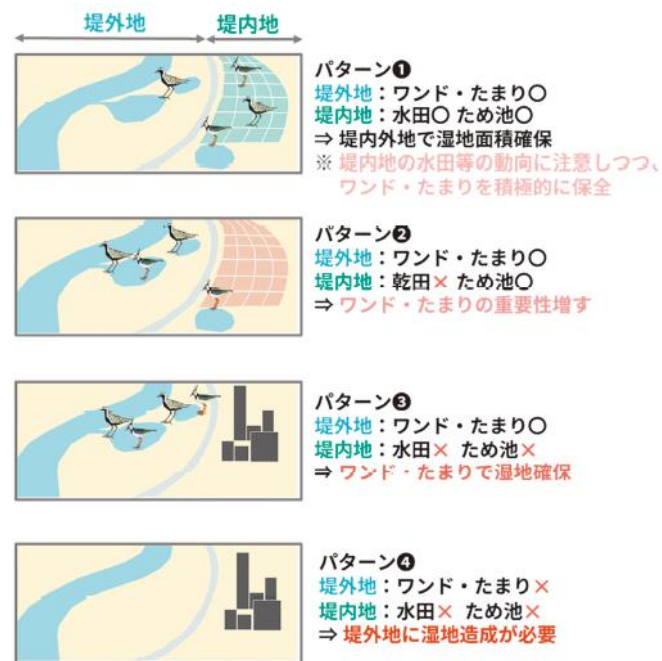 堤外地
堤内地
パターン❶
堤外地：ワンド・たまり〇
堤内地：水田〇 ため池〇
⇒ 堤内外地で湿地面積確保
※ 堤内地の水田等の動向に注意しつつ、
ワンド・たまりを積極的に保全
パターン❷
堤外地：ワンド・たまり〇
堤内地：乾田× ため池〇
⇒ ワンド・たまりの重要性増す
パターン❸
堤外地：ワンド・たまり〇
堤内地：水田× ため池×
⇒ ワンド・たまりで湿地確保
パターン❹
堤外地：ワンド・たまり×
堤内地：水田× ため池×
⇒ 堤外地に湿地造成が必要